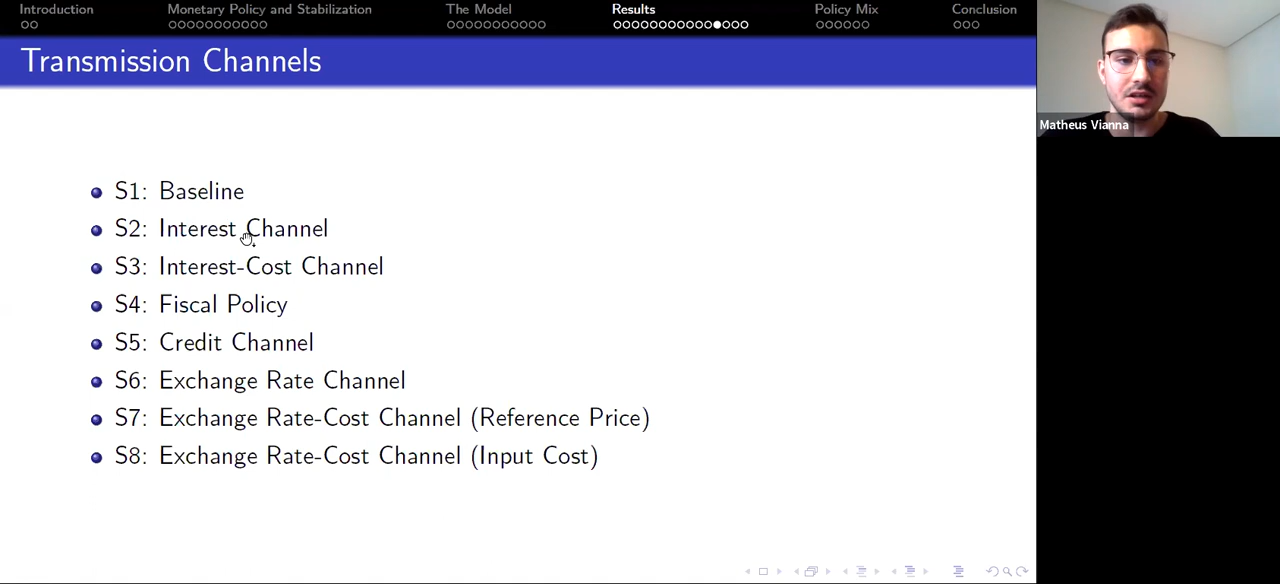 Introduction
Monetary Policy and Stabilization
The Model
Results
Policy Mix
Conclusion
Transmission Channels
S1: Baseline
S2: Interest Channel
S3: Interest-Cost Channel
S4: Fiscal Policy
S5: Credit Channel
S6: Exchange Rate Channel
S7: Exchange Rate-Cost Channel (Reference Price)
S8: Exchange Rate-Cost Channel (Input Cost)
Matheus Vianna